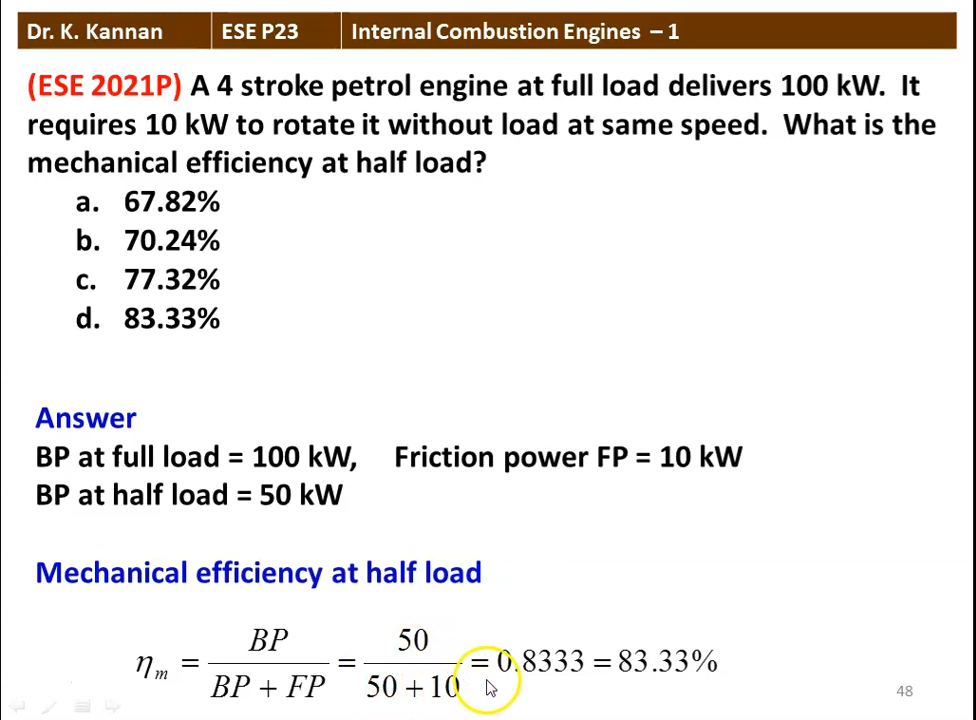 Dr. K. Kannan ESE P23 Internal Combustion Engines – 1
(ESE 2021P) A 4 stroke petrol engine at full load delivers 100 kW. It
requires 10 kW to rotate it without load at same speed. What is the
mechanical efficiency at half load?
a. 67.82%
b. 70.24%
c. 77.32%
d. 83.33%
Answer
BP at full load = 100 kW, Friction power FP = 10 kW
BP at half load = 50 kW
Mechanical efficiency at half load
ηm = BP / (BP + FP) = 50 / (50 + 10) = 0.8333 = 83.33%
48